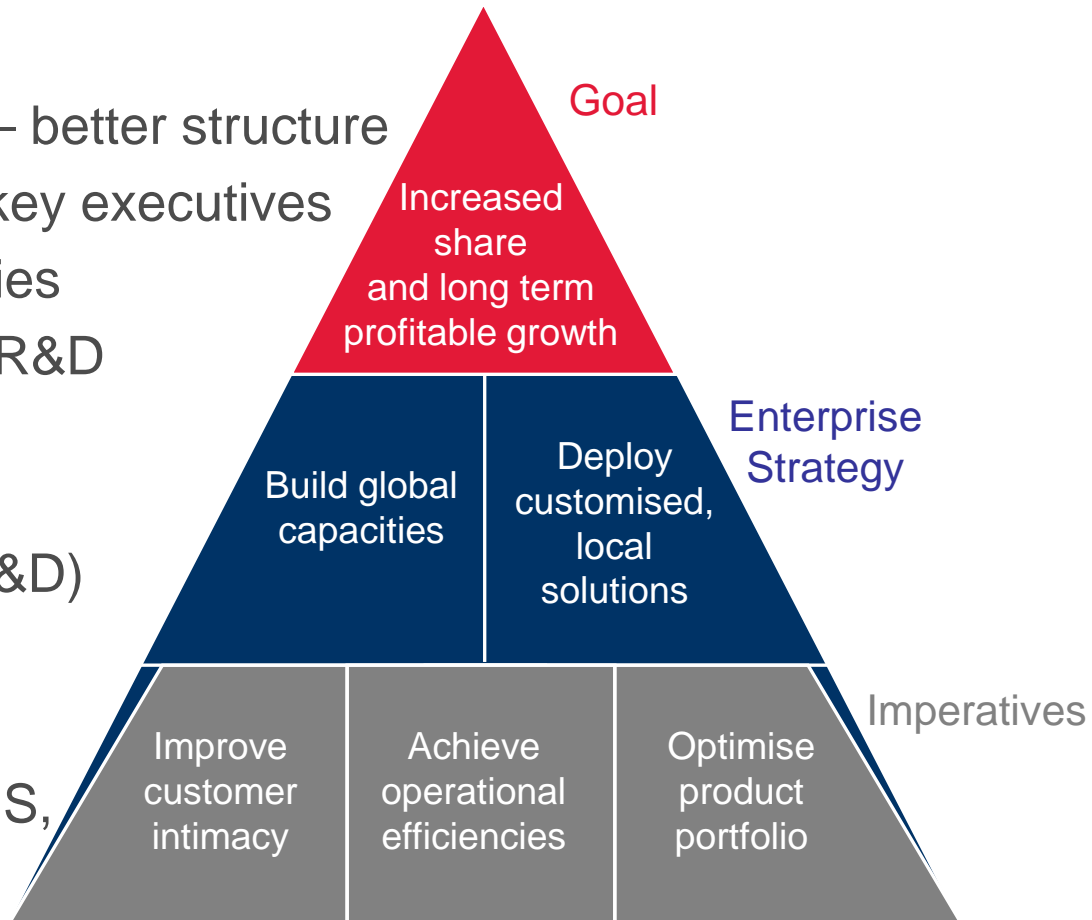 – better structure
key executives
ies
R&D
&D)
S,
Goal
Increased
share
and long term
profitable growth
Enterprise
Strategy
Build global
capacities
Deploy
customised,
local
solutions
Imperatives
Improve
customer
intimacy
Achieve
operational
efficiencies
Optimise
product
portfolio